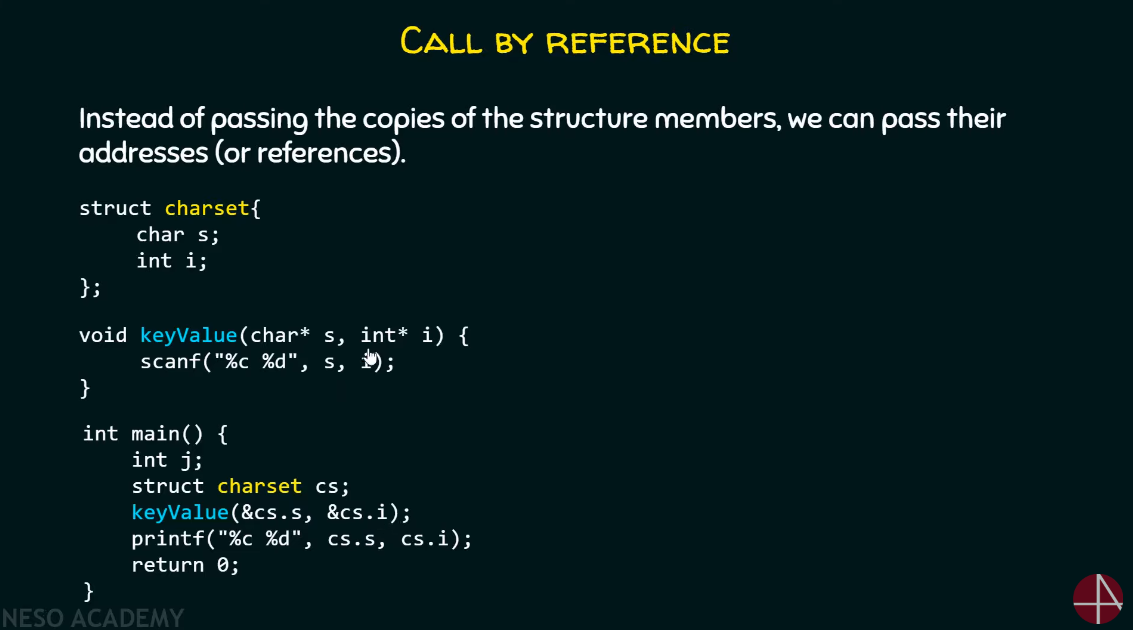 CALL BY REFERENCE
Instead of passing the copies of the structure members, we can pass their
addresses (or references).
struct charset{
char s;
int i;
};
void keyValue(char* s, int* i) {
scanf("%c %d", s, i);
}
int main() {
int j;
struct charset cs;
keyValue(&cs.s, &cs.i);
printf("%c %d", cs.s, cs.i);
return 0;
}
NESO ACADEMY